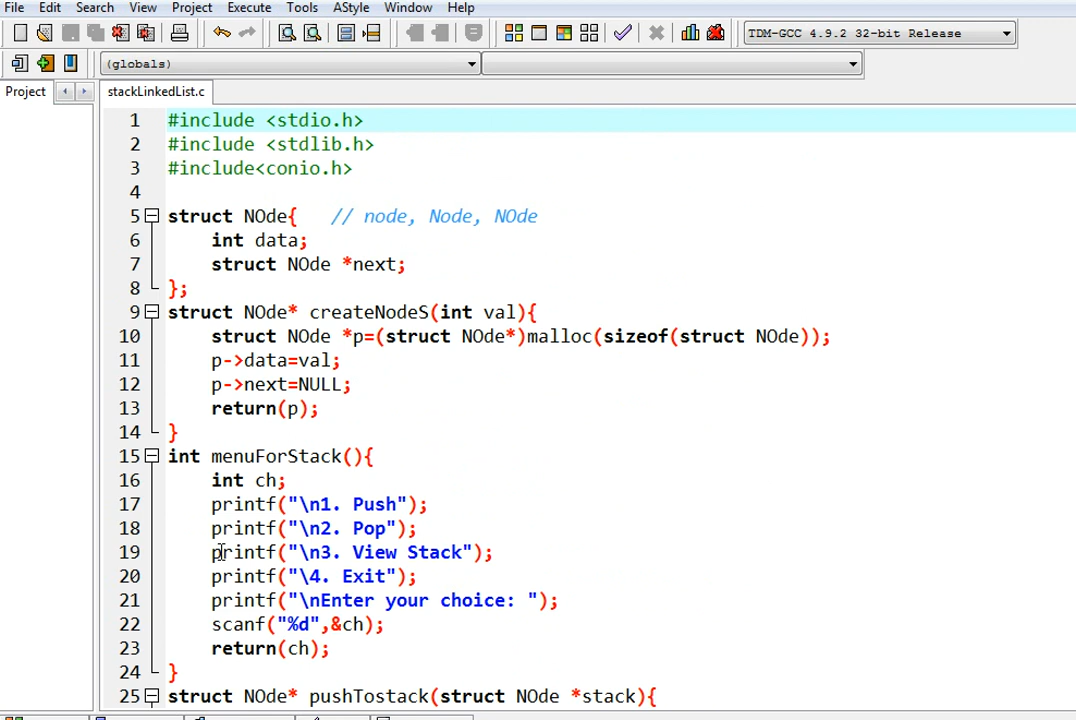 File Edit Search View Project Execute Tools AStyle Window Help
TDM-GCC 4.9.2 32-bit Release
(globals)
Project stackLinkedList.c
1 #include <stdio.h>
2 #include <stdlib.h>
3 #include<conio.h>
4
5 struct NOde{ // node, Node, NOde
6 int data;
7 struct NOde *next;
8 };
9 struct NOde* createNodeS(int val){
10 struct NOde *p=(struct NOde*)malloc(sizeof(struct NOde));
11 p->data=val;
12 p->next=NULL;
13 return(p);
14 }
15 int menuForStack(){
16 int ch;
17 printf("\n1. Push");
18 printf("\n2. Pop");
19 printf("\n3. View Stack");
20 printf("\4. Exit");
21 printf("\nEnter your choice: ");
22 scanf("%d",&ch);
23 return(ch);
24 }
25 struct NOde* pushTostack(struct NOde *stack){